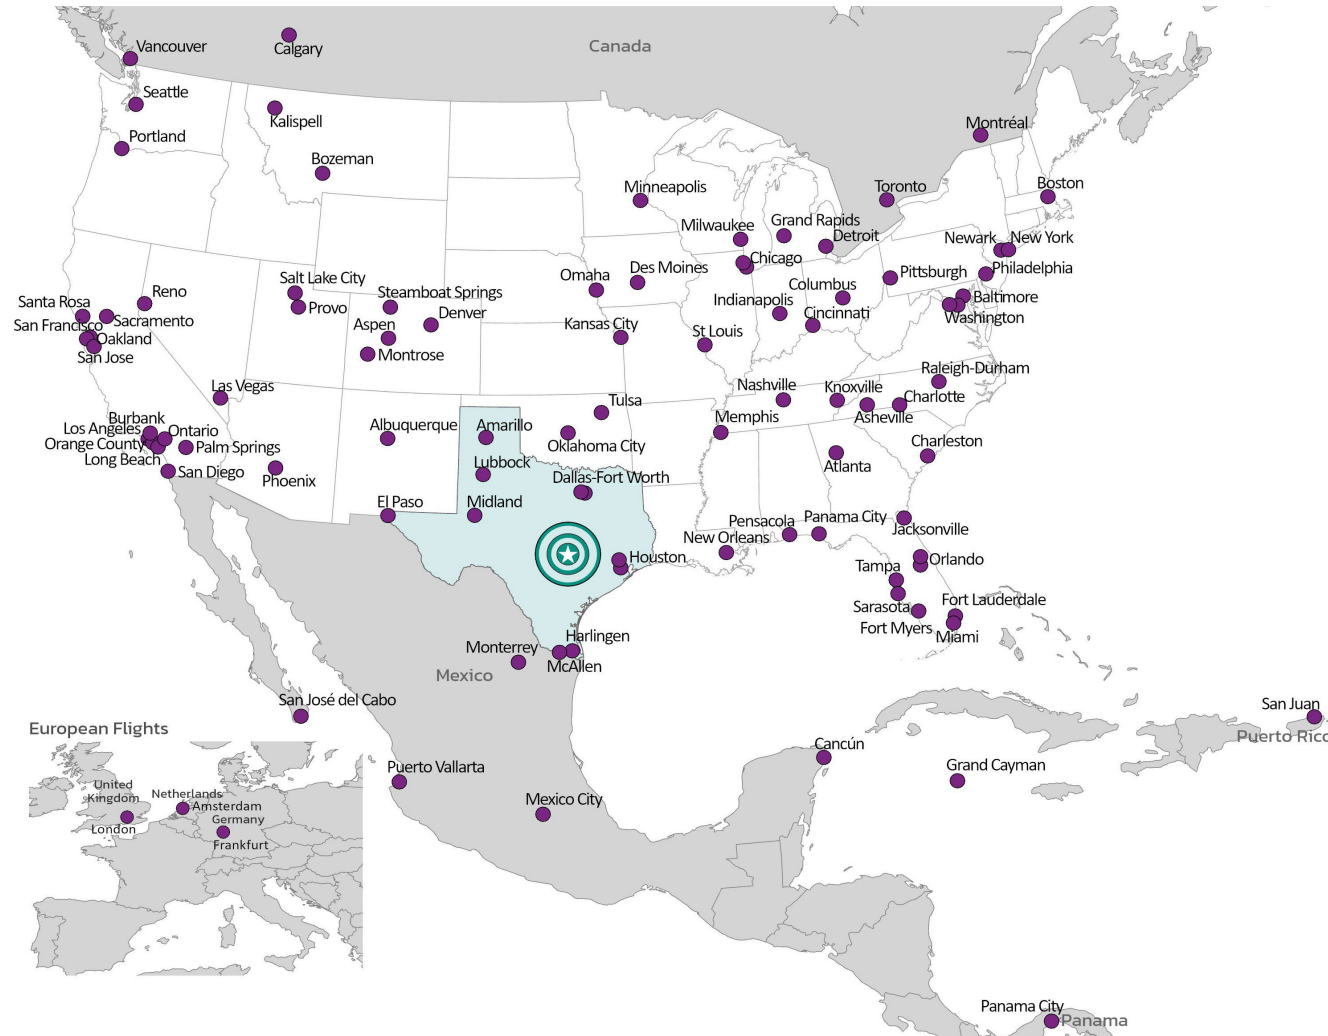 Vancouver
Calgary
Canada
Seattle
Kalispell
Montréal
Portland
Bozeman
Minneapolis
Toronto
Boston
Milwaukee
Grand Rapids
Detroit
Newark
New York
Chicago
Salt Lake City
Des Moines
Omaha
Pittsburgh
Philadelphia
Reno
Provo
Steamboat Springs
Columbus
Baltimore
Santa Rosa
Denver
Indianapolis
Washington
San Francisco
Sacramento
Aspen
Kansas City
Cincinnati
Oakland
St Louis
San Jose
Montrose
Raleigh-Durham
Las Vegas
Nashville
Knoxville
Charlotte
Tulsa
Asheville
Burbank
Memphis
Los Angeles
Ontario
Albuquerque
Amarillo
Orange County
Palm Springs
Oklahoma City
Charleston
Long Beach
Lubbock
Atlanta
San Diego
Phoenix
Dallas-Fort Worth
El Paso
Midland
Pensacola
Panama City
Jacksonville
New Orleans
Houston
Orlando
Tampa
Fort Lauderdale
Sarasota
Fort Myers
Miami
Harlingen
Monterrey
McAllen
Mexico
San José del Cabo
San Juan
European Flights
Puerto Rico
Cancún
Puerto Vallarta
Grand Cayman
United
Kingdom
Netherlands
Amsterdam
Mexico City
Germany
London
Frankfurt
Panama City
Panama